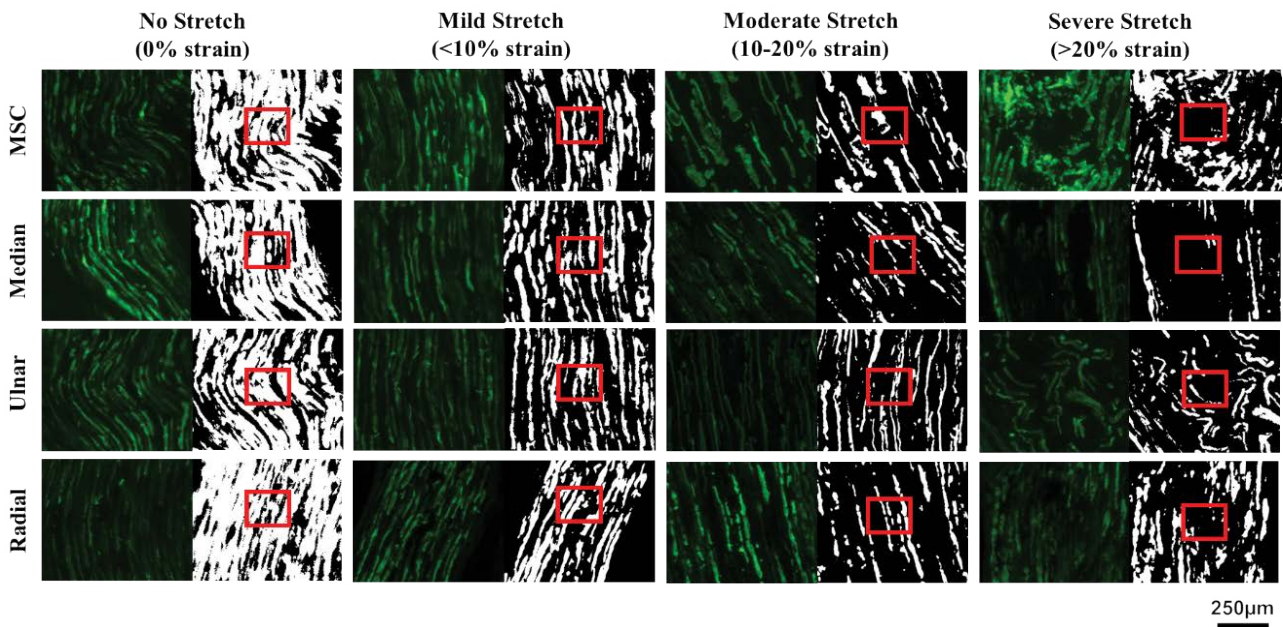 No Stretch
(0% strain)
Mild Stretch
(<10% strain)
Moderate Stretch
(10-20% strain)
Severe Stretch
(>20% strain)
MSC
Median
Ulnar
Radial
250µm